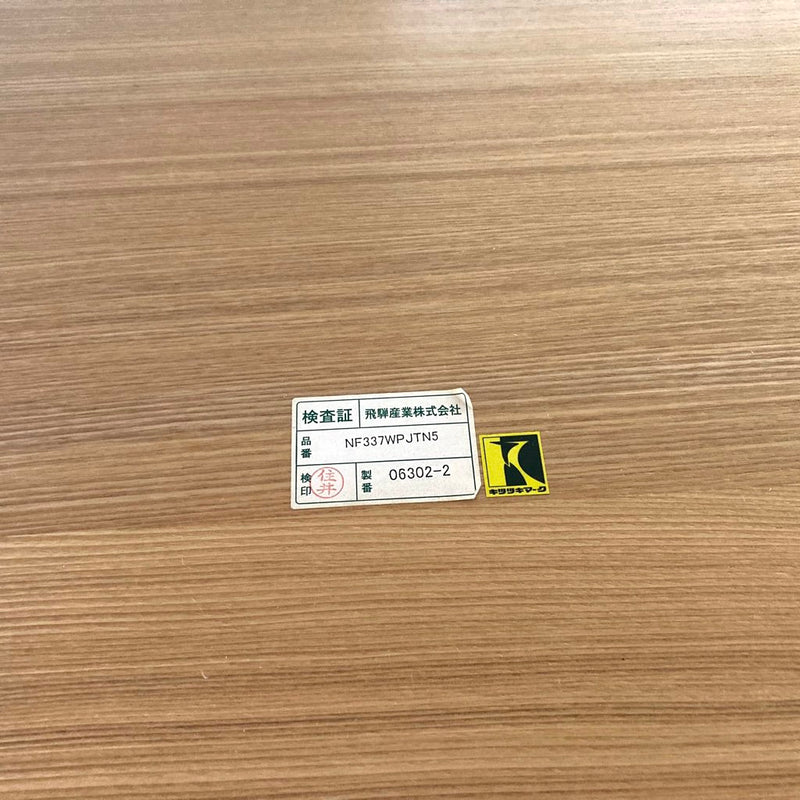 検査証 飛騨産業株式会社
品番 NF337WPJTN5
検印 住井 製番 06302-2
キツツキマーク